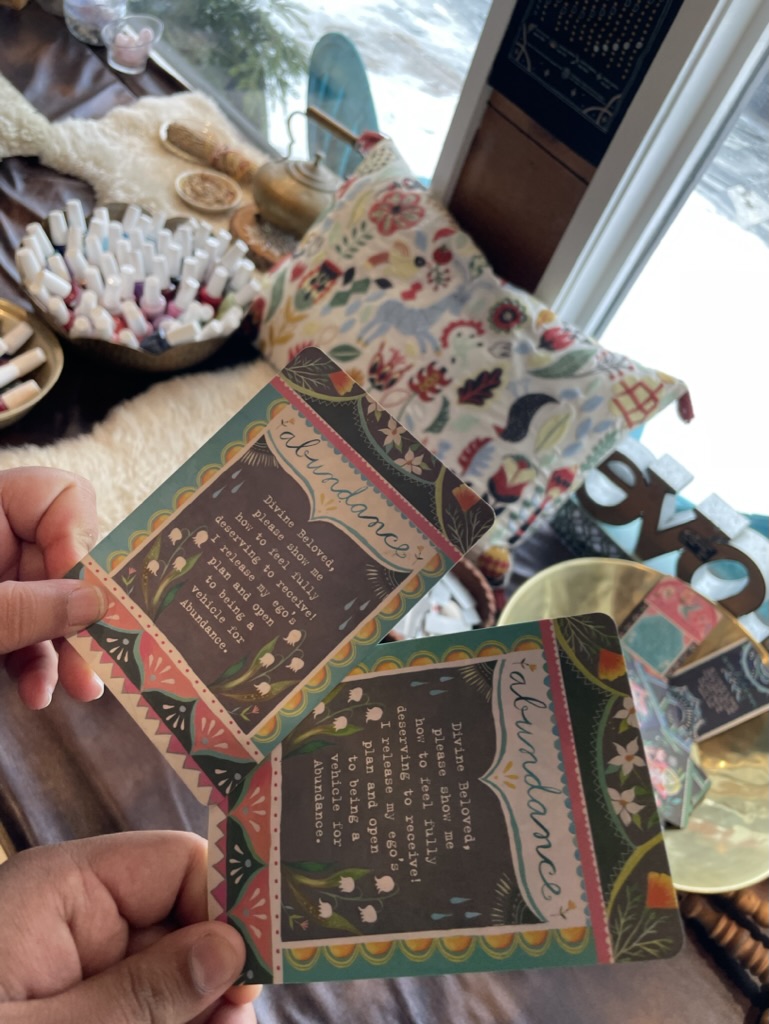 abundance
Divine Beloved,
please show me
how to feel fully
deserving to receive!
I release my ego's
plan and open
to being a
vehicle for
Abundance.
abundance
Divine Beloved,
please show me
how to feel fully
deserving to receive!
I release my ego's
plan and open
to being a
vehicle for
Abundance.